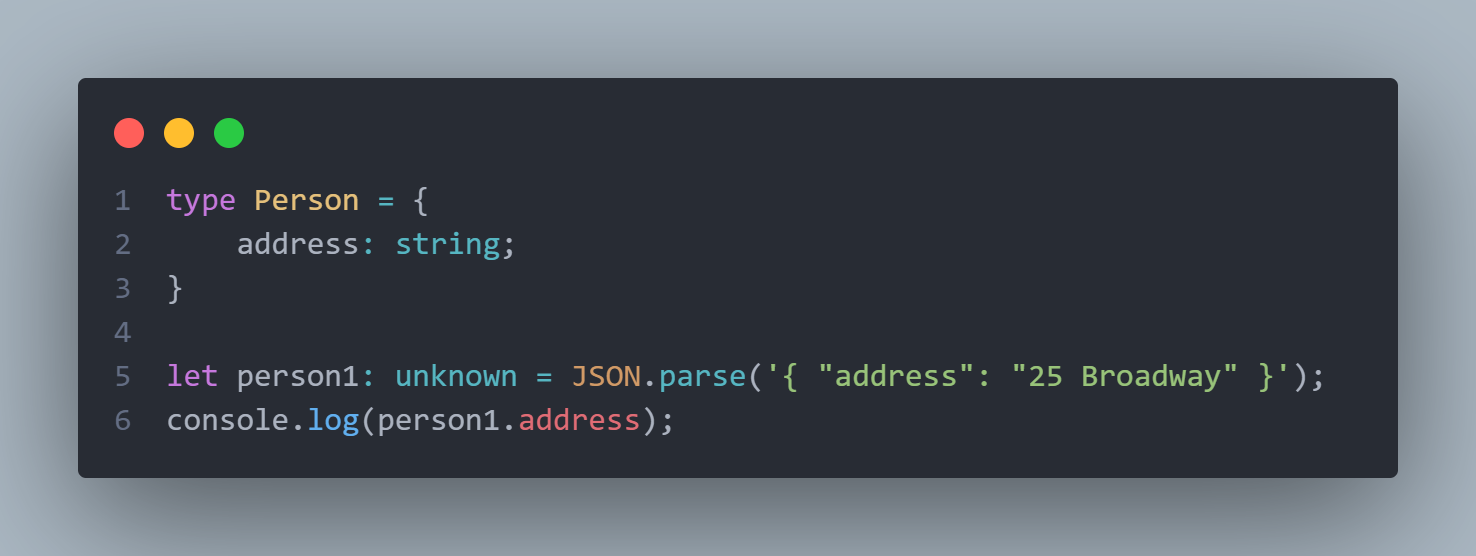 1 type Person = {
2     address: string;
3 }
4
5 let person1: unknown = JSON.parse('{ "address": "25 Broadway" }');
6 console.log(person1.address);